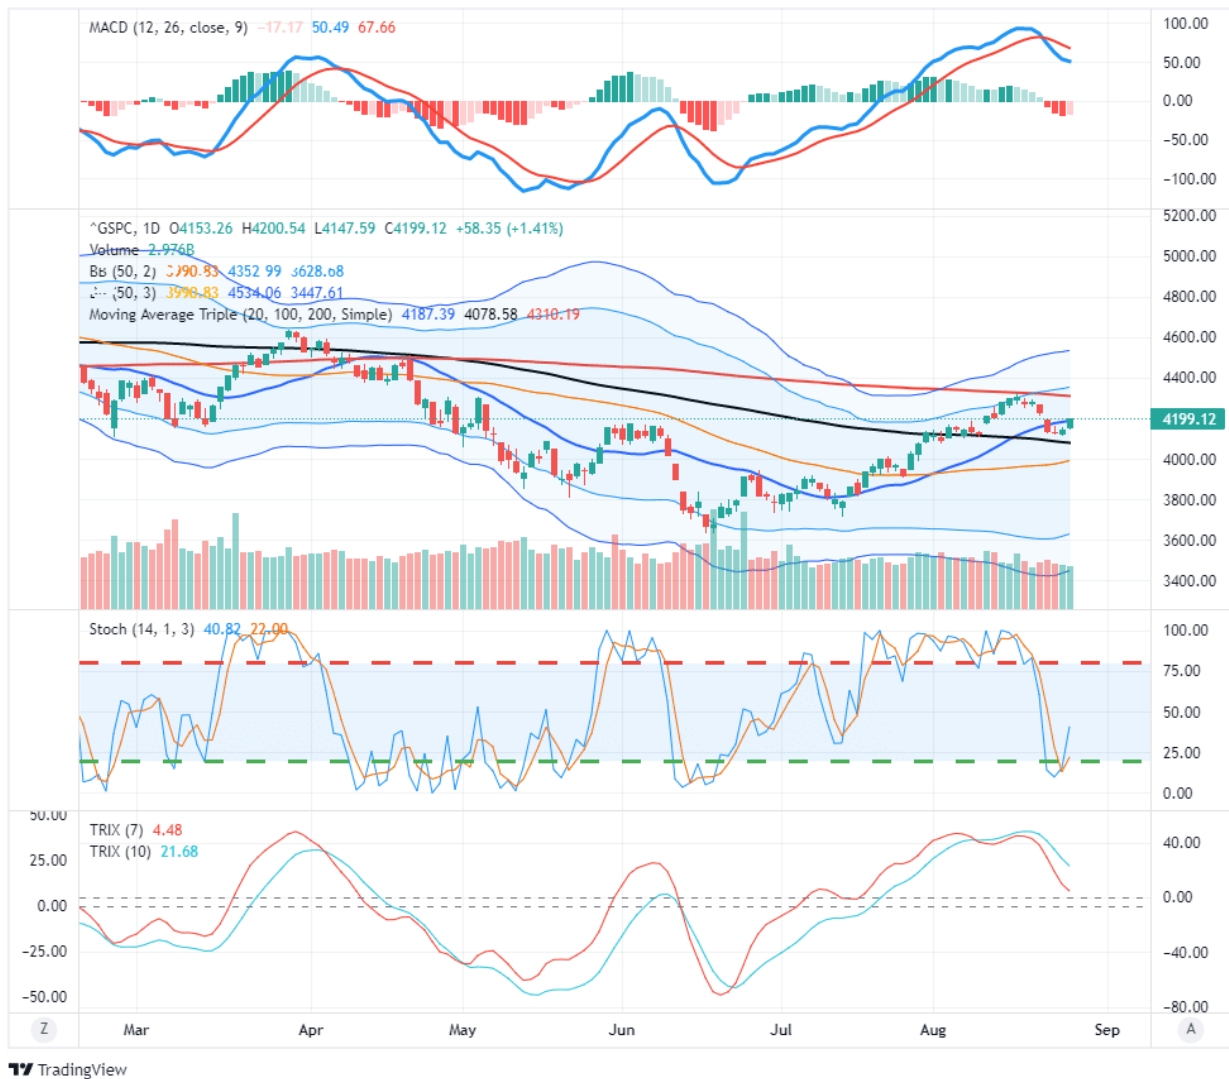 MACD (12, 26, close, 9) −17.17 50.49 67.66
100.00
50.00
0.00
−50.00
−100.00
^GSPC, 1D O4153.26 H4200.54 L4147.59 C4199.12 +58.35 (+1.41%)
Volume 2.976B
BB (50, 2) 3990.83 4352.99 3628.68
(50, 3) 3990.83 4534.06 3447.61
Moving Average Triple (20, 100, 200, Simple) 4187.39 4078.58 4310.19
5200.00
5000.00
4800.00
4600.00
4400.00
4199.12
4000.00
3800.00
3600.00
3400.00
Stoch (14, 1, 3) 40.82 22.00
100.00
75.00
50.00
25.00
0.00
TRIX (7) 4.48
TRIX (10) 21.68
50.00
25.00
0.00
−25.00
−50.00
40.00
0.00
−40.00
−80.00
Z Mar Apr May Jun Jul Aug Sep A
TradingView